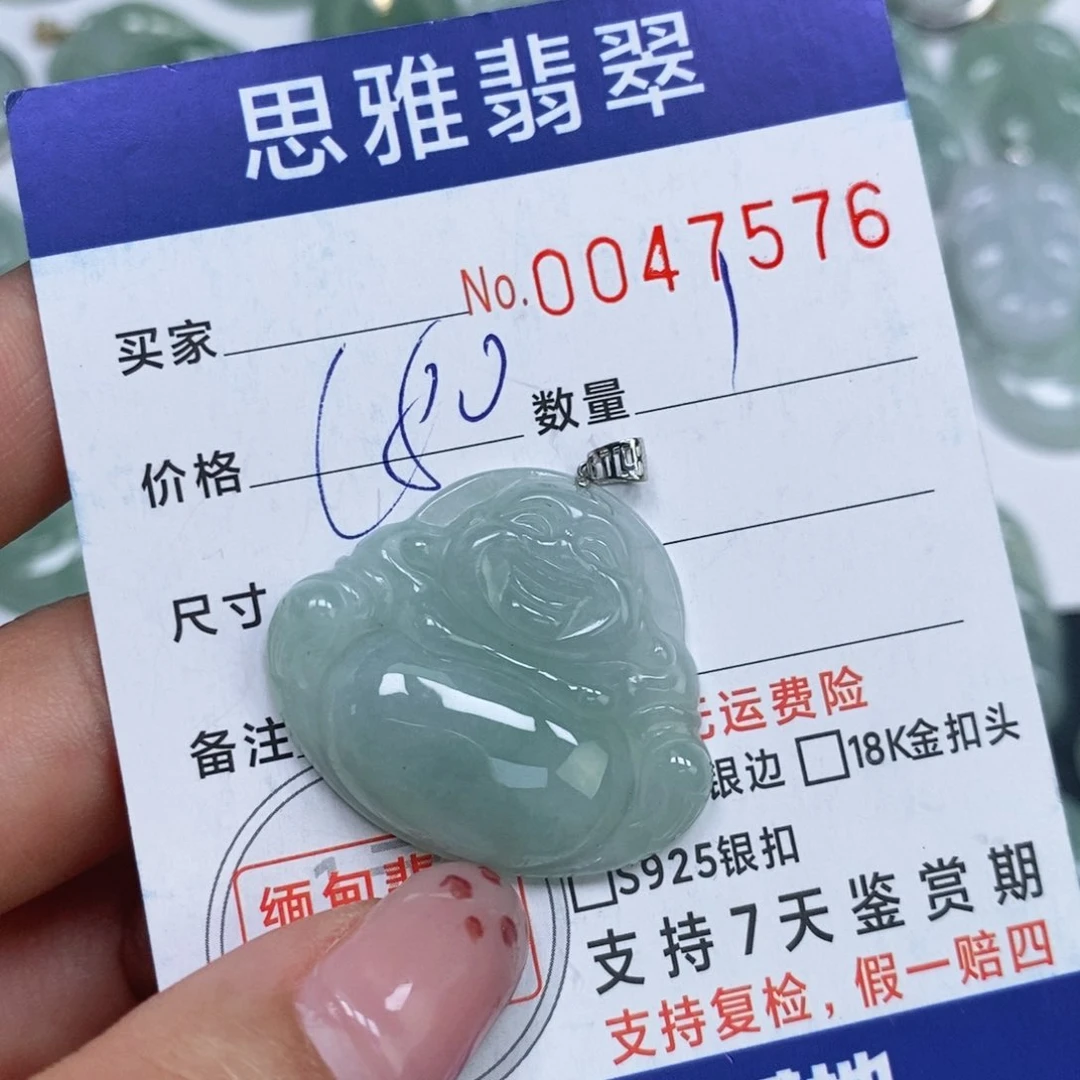 思雅翡翠
No.0047576
买家
价格 180 数量 1
尺寸
备注
运费险
银边 □18K金扣头
□S925银扣
缅甸翡
支持7天鉴赏期
支持复检，假一赔四